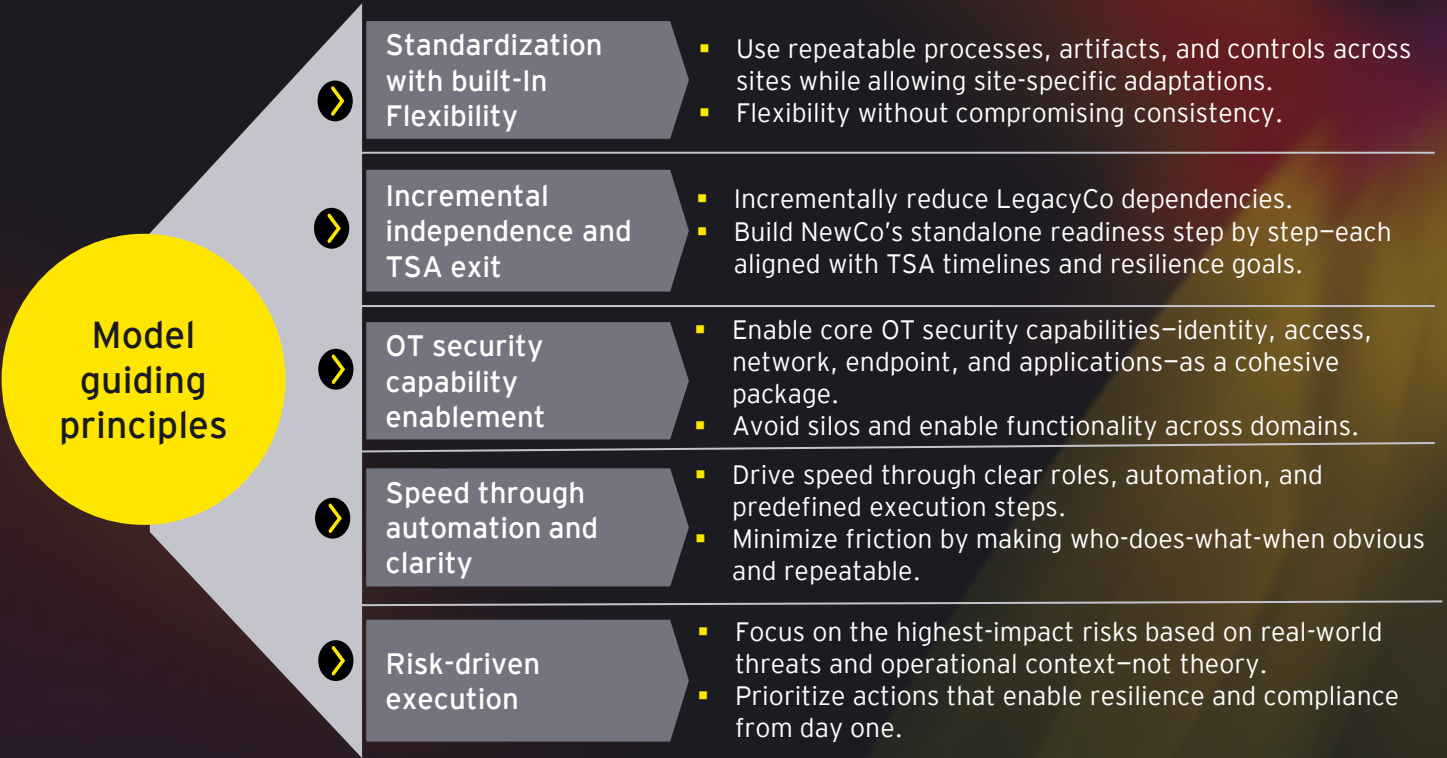 Model
guiding
principles
Standardization
with built-In
Flexibility
▪ Use repeatable processes, artifacts, and controls across
sites while allowing site-specific adaptations.
▪ Flexibility without compromising consistency.
Incremental
independence and
TSA exit
▪ Incrementally reduce LegacyCo dependencies.
▪ Build NewCo's standalone readiness step by step—each
aligned with TSA timelines and resilience goals.
OT security
capability
enablement
▪ Enable core OT security capabilities—identity, access,
network, endpoint, and applications—as a cohesive
package.
▪ Avoid silos and enable functionality across domains.
Speed through
automation and
clarity
▪ Drive speed through clear roles, automation, and
predefined execution steps.
▪ Minimize friction by making who-does-what-when obvious
and repeatable.
Risk-driven
execution
▪ Focus on the highest-impact risks based on real-world
threats and operational context—not theory.
▪ Prioritize actions that enable resilience and compliance
from day one.